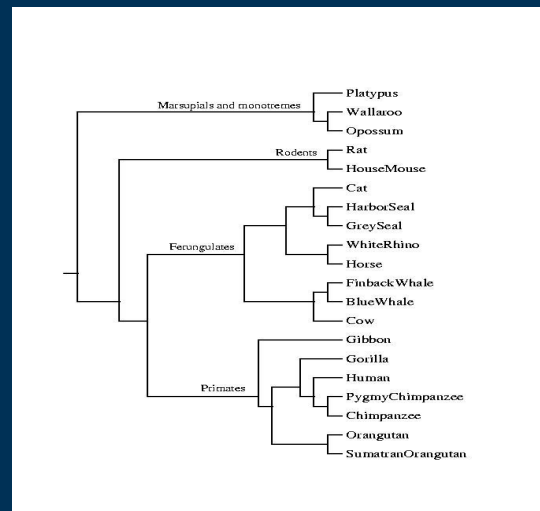 Platypus
Marsupials and monotremes
Wallaroo
Opossum
Rat
Rodents
HouseMouse
Cat
HarborSeal
GreySeal
WhiteRhino
Ferungulates
Horse
FinbackWhale
BlueWhale
Cow
Gibbon
Gorilla
Human
Primates
PygmyChimpanzee
Chimpanzee
Orangutan
SumatranOrangutan